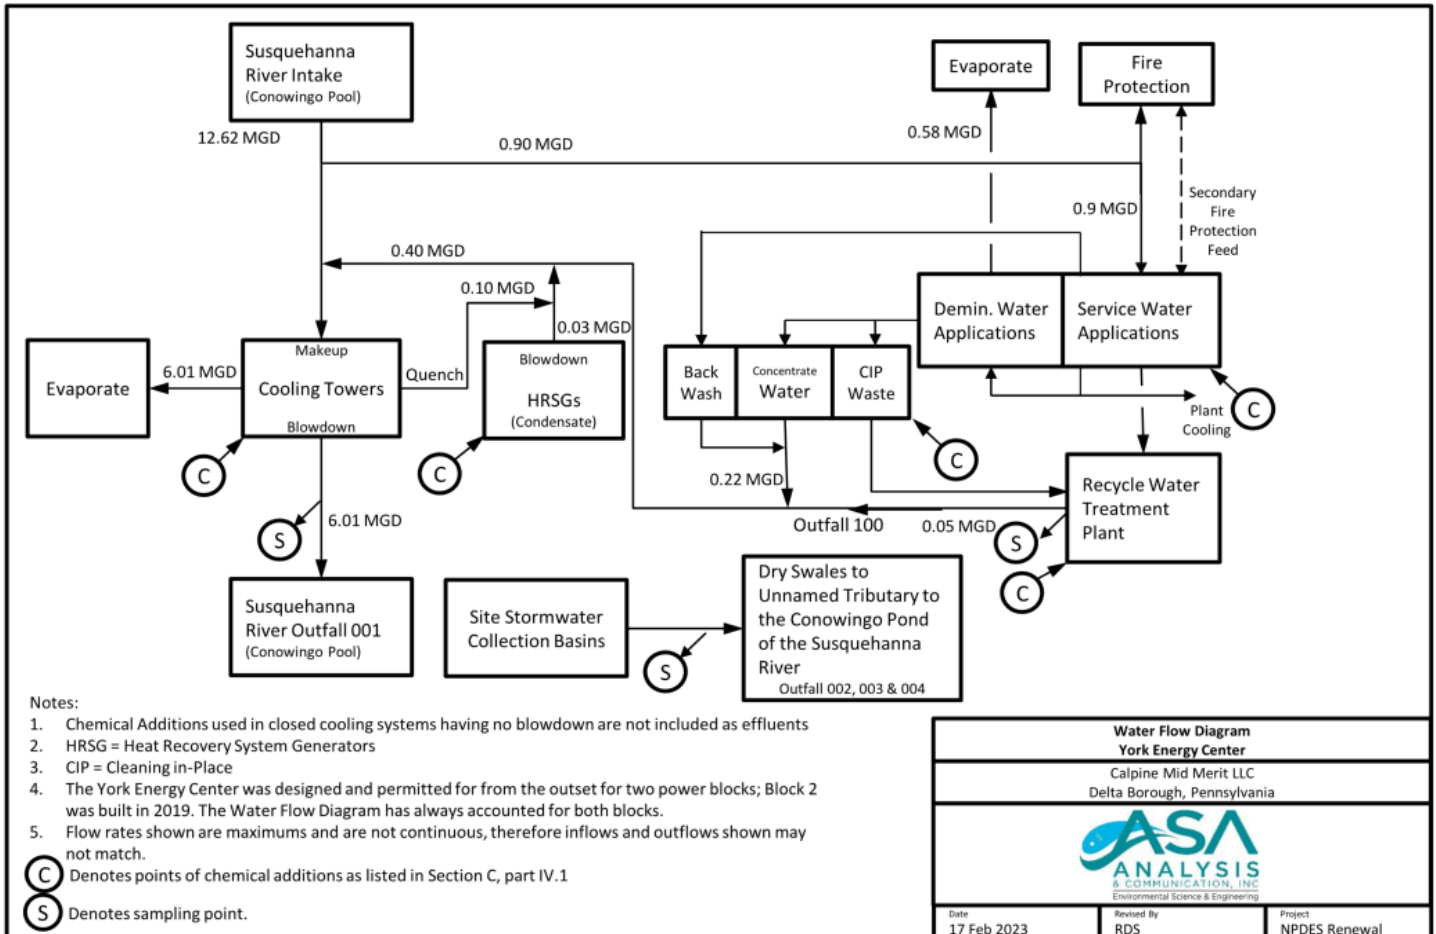 Susquehanna
River Intake
(Conowingo Pool)
12.62 MGD
0.90 MGD
Evaporate
0.58 MGD
Fire
Protection
0.9 MGD
Secondary
Fire
Protection
Feed
0.40 MGD
0.10 MGD
0.03 MGD
Demin. Water
Applications
Service Water
Applications
Evaporate
6.01 MGD
Makeup
Cooling Towers
Blowdown
Quench
Blowdown
HRSGs
(Condensate)
Back
Wash
Concentrate
Water
CIP
Waste
Plant
Cooling
C
C
C
C
0.22 MGD
Outfall 100
0.05 MGD
Recycle Water
Treatment
Plant
S
C
S
6.01 MGD
Susquehanna
River Outfall 001
(Conowingo Pool)
Site Stormwater
Collection Basins
S
Dry Swales to
Unnamed Tributary to
the Conowingo Pond
of the Susquehanna
River
Outfall 002, 003 & 004
Notes:
1. Chemical Additions used in closed cooling systems having no blowdown are not included as effluents
2. HRSG = Heat Recovery System Generators
3. CIP = Cleaning in-Place
4. The York Energy Center was designed and permitted for from the outset for two power blocks; Block 2
was built in 2019. The Water Flow Diagram has always accounted for both blocks.
5. Flow rates shown are maximums and are not continuous, therefore inflows and outflows shown may
not match.
C Denotes points of chemical additions as listed in Section C, part IV.1
S Denotes sampling point.
Water Flow Diagram
York Energy Center
Calpine Mid Merit LLC
Delta Borough, Pennsylvania
ASA
ANALYSIS
& COMMUNICATION, INC
Environmental Science & Engineering
Date
17 Feb 2023
Revised By
RDS
Project
NPDES Renewal